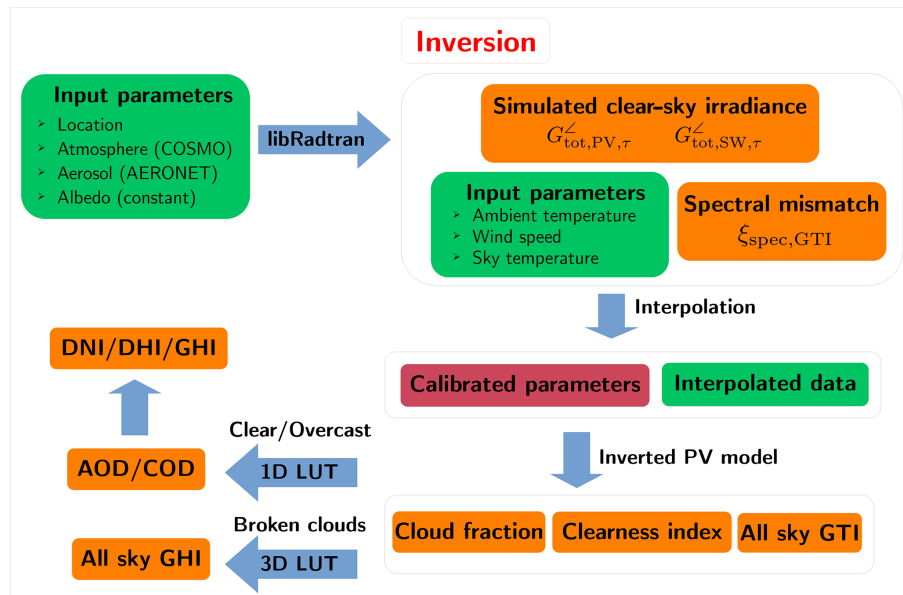 Inversion
Input parameters
➢ Location
➢ Atmosphere (COSMO)
➢ Aerosol (AERONET)
➢ Albedo (constant)
libRadtran
Simulated clear–sky irradiance
G∠tot,PV,τ G∠tot,SW,τ
Input parameters
➢ Ambient temperature
➢ Wind speed
➢ Sky temperature
Spectral mismatch
ξspec,GTI
Interpolation
Calibrated parameters
Interpolated data
Inverted PV model
Cloud fraction
Clearness index
All sky GTI
Clear/Overcast
1D LUT
AOD/COD
DNI/DHI/GHI
Broken clouds
3D LUT
All sky GHI